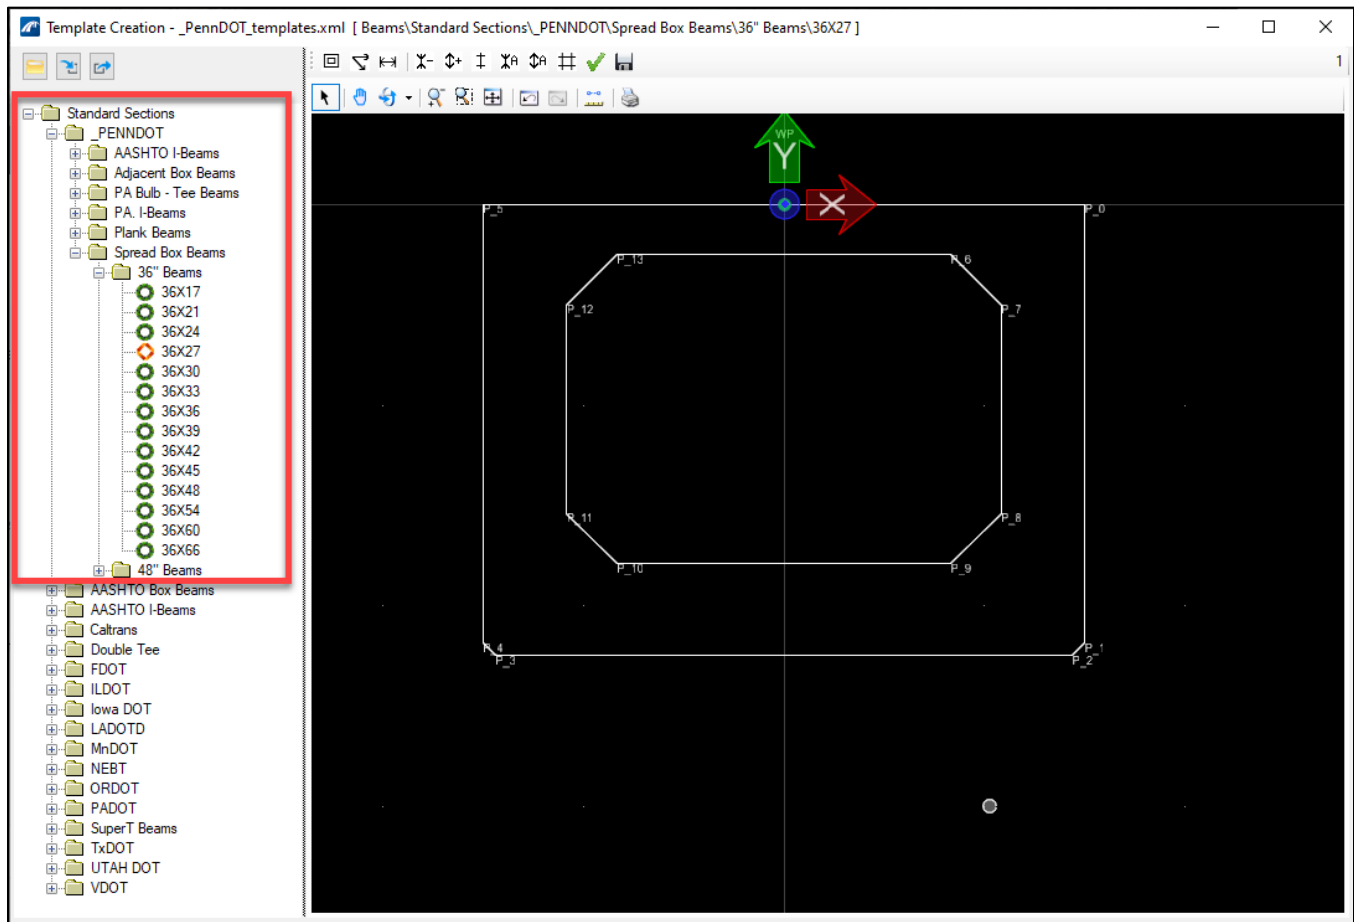 Template Creation - _PennDOT_templates.xml [ Beams\Standard Sections\_PENNDOT\Spread Box Beams\36" Beams\36X27 ]
1
Standard Sections
_PENNDOT
AASHTO I-Beams
Adjacent Box Beams
PA Bulb - Tee Beams
PA. I-Beams
Plank Beams
Spread Box Beams
36" Beams
36X17
36X21
36X24
36X27
36X30
36X33
36X36
36X39
36X42
36X45
36X48
36X54
36X60
36X66
48" Beams
AASHTO Box Beams
AASHTO I-Beams
Caltrans
Double Tee
FDOT
ILDOT
Iowa DOT
LADOTD
MnDOT
NEBT
ORDOT
PADOT
SuperT Beams
TxDOT
UTAH DOT
VDOT
WP
Y
X
P_5
P_0
P_13
P_6
P_12
P_7
P_11
P_8
P_10
P_9
P_4
P_1
P_3
P_2